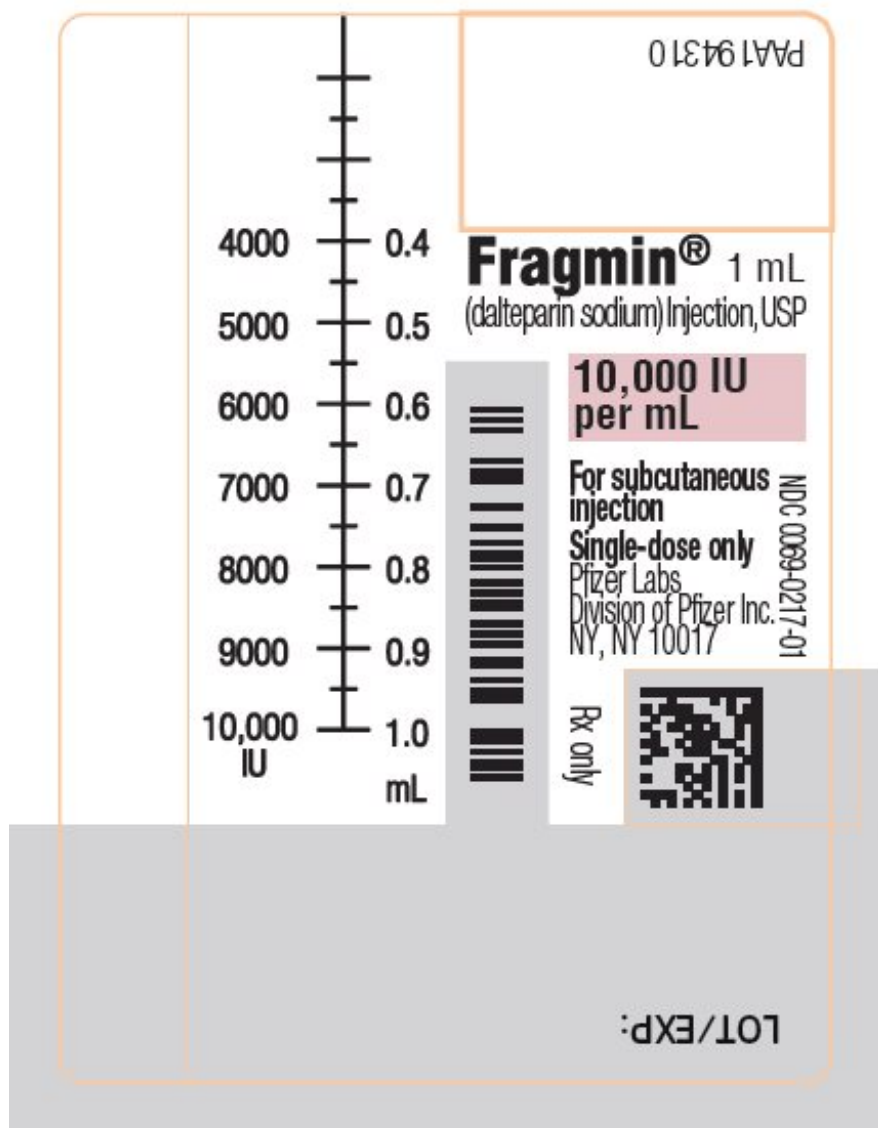 PAA194310
4000 0.4
5000 0.5
6000 0.6
7000 0.7
8000 0.8
9000 0.9
10,000 1.0
IU mL
Fragmin® 1 mL
(dalteparin sodium) Injection, USP
10,000 IU
per mL
For subcutaneous
injection
Single-dose only
Pfizer Labs
Division of Pfizer Inc.
NY, NY 10017
NDC 0069-0217-01
Rx only
LOT/EXP: